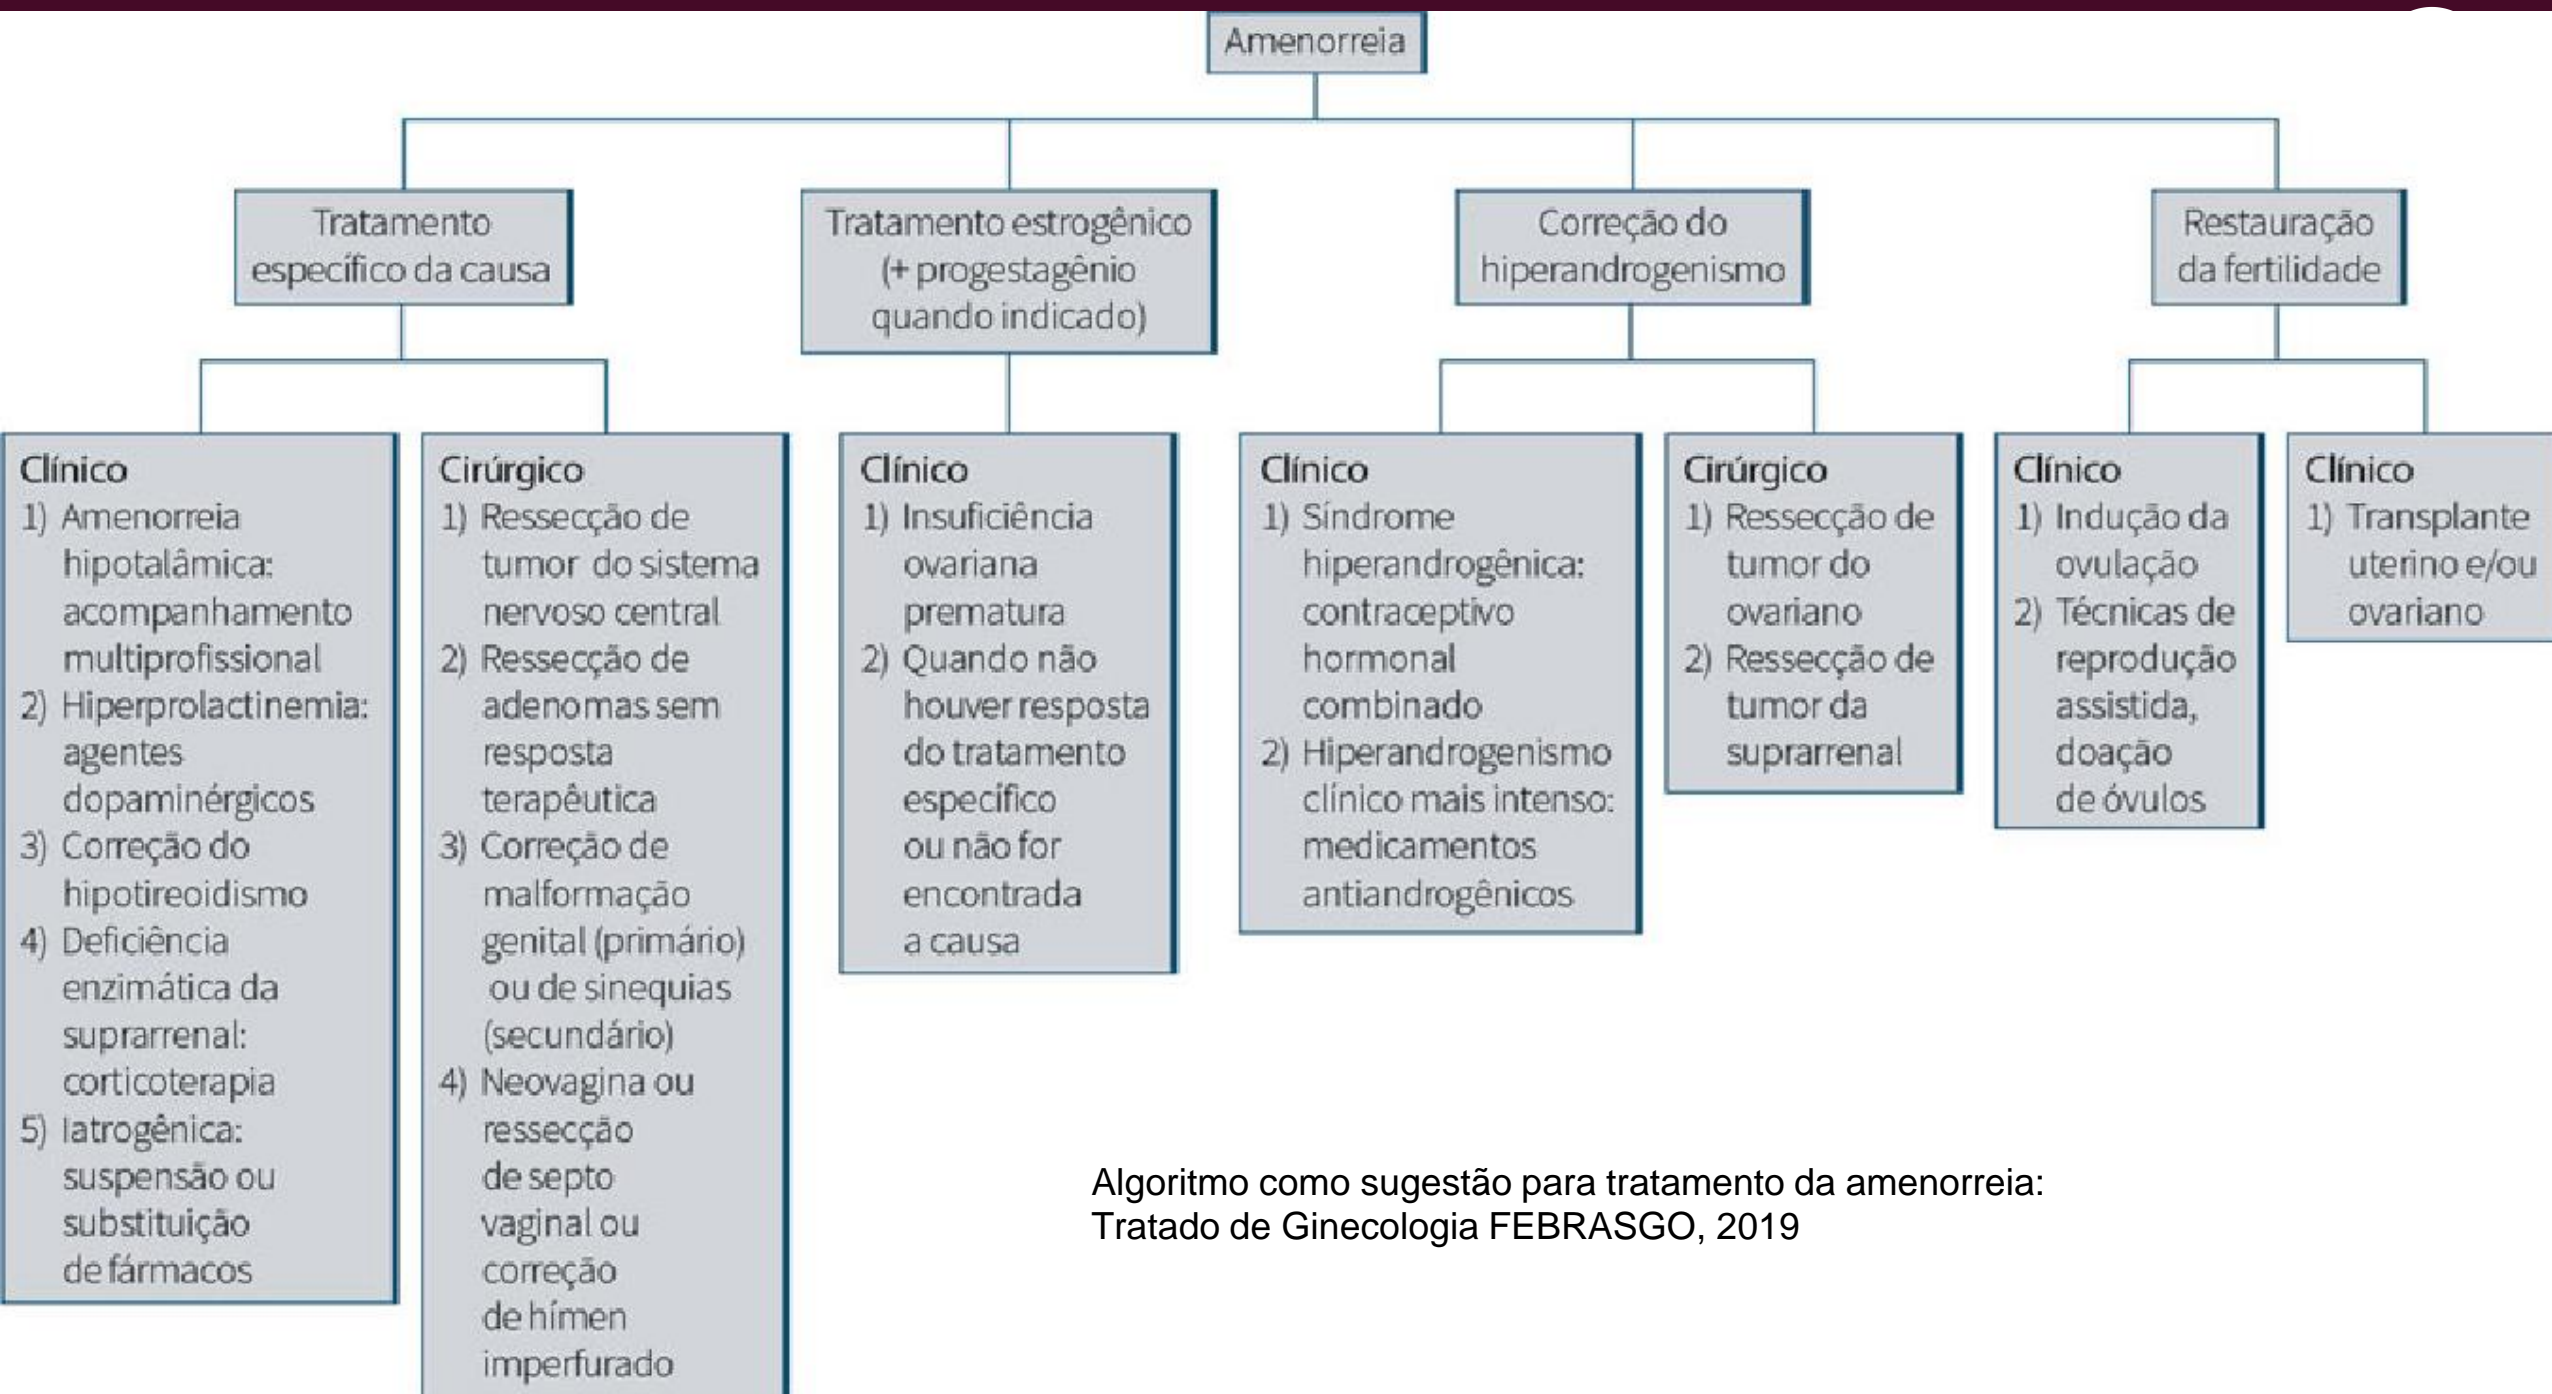 Amenorreia
Tratamento
específico da causa
Tratamento estrogênico
(+ progestagênio
quando indicado)
Correção do
hiperandrogenismo
Restauração
da fertilidade
Clínico
1) Amenorreia
hipotalâmica:
acompanhamento
multiprofissional
2) Hiperprolactinemia:
agentes
dopaminérgicos
3) Correção do
hipotireoidismo
4) Deficiência
enzimática da
suprarrenal:
corticoterapia
5) Iatrogênica:
suspensão ou
substituição
de fármacos
Cirúrgico
1) Ressecção de
tumor do sistema
nervoso central
2) Ressecção de
adenomas sem
resposta
terapêutica
3) Correção de
malformação
genital (primário)
ou de sinequias
(secundário)
4) Neovagina ou
ressecção
de septo
vaginal ou
correção
de hímen
imperfurado
Clínico
1) Insuficiência
ovariana
prematura
2) Quando não
houver resposta
do tratamento
específico
ou não for
encontrada
a causa
Clínico
1) Síndrome
hiperandrogênica:
contraceptivo
hormonal
combinado
2) Hiperandrogenismo
clínico mais intenso:
medicamentos
antiandrogênicos
Cirúrgico
1) Ressecção de
tumor do
ovariano
2) Ressecção de
tumor da
suprarrenal
Clínico
1) Indução da
ovulação
2) Técnicas de
reprodução
assistida,
doação
de óvulos
Clínico
1) Transplante
uterino e/ou
ovariano
Algoritmo como sugestão para tratamento da amenorreia:
Tratado de Ginecologia FEBRASGO, 2019